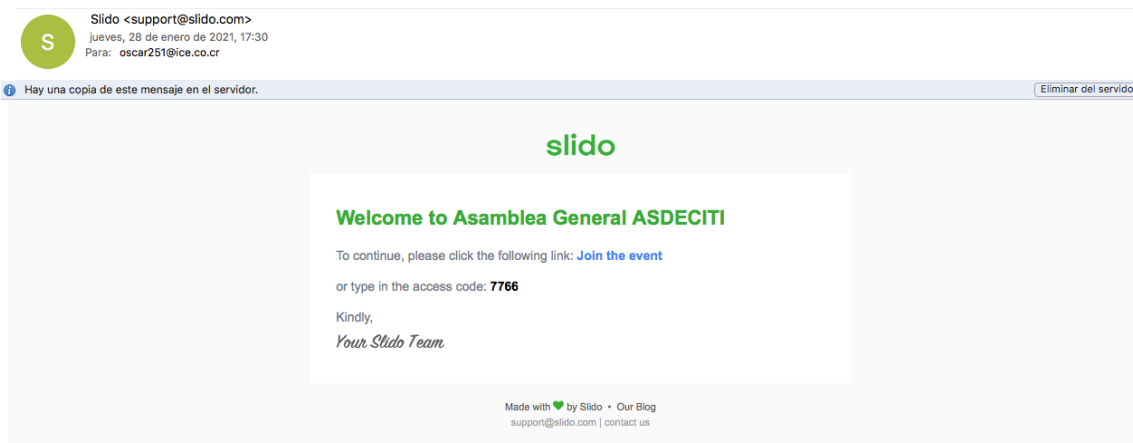 S
Slido <support@slido.com>
jueves, 28 de enero de 2021, 17:30
Para: oscar251@ice.co.cr
Hay una copia de este mensaje en el servidor.
Eliminar del servido
slido
Welcome to Asamblea General ASDECITI
To continue, please click the following link: Join the event
or type in the access code: 7766
Kindly,
Your Slido Team
Made with by Slido • Our Blog
support@slido.com | contact us